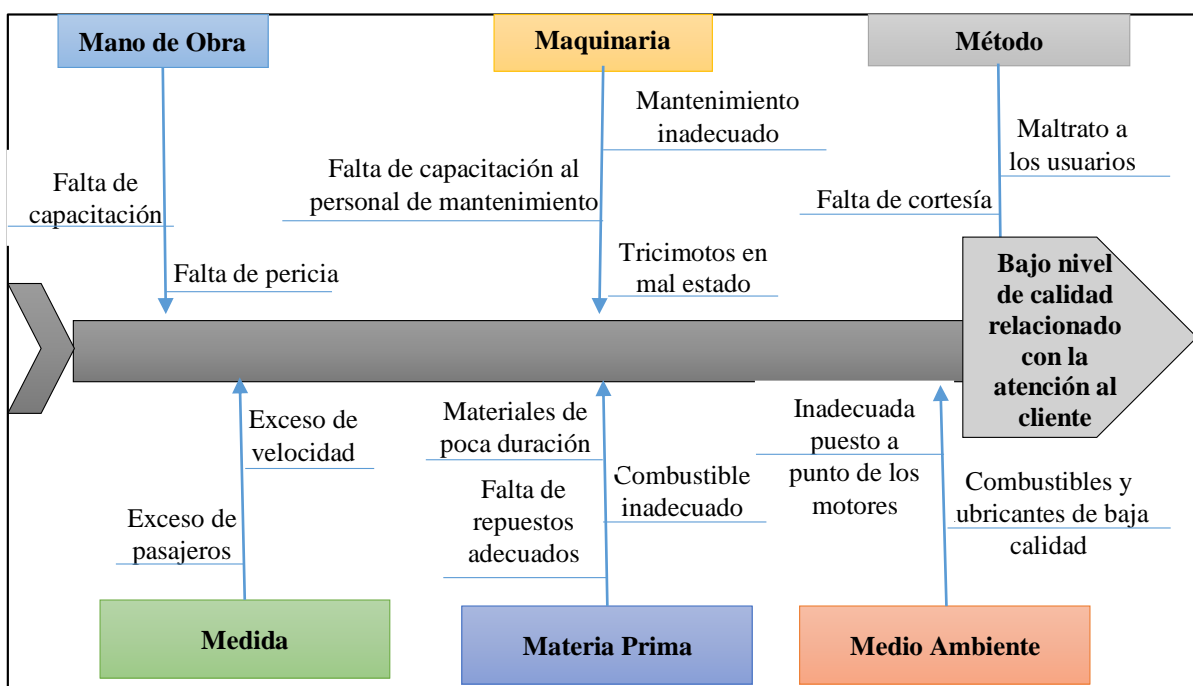 Mano de Obra
Maquinaria
Método
Falta de
capacitación
Falta de pericia
Mantenimiento
inadecuado
Falta de capacitación al
personal de mantenimiento
Tricimotos en
mal estado
Maltrato a
los usuarios
Falta de cortesía
Bajo nivel
de calidad
relacionado
con la
atención al
cliente
Exceso de
velocidad
Exceso de
pasajeros
Materiales de
poca duración
Falta de
repuestos
adecuados
Combustible
inadecuado
Inadecuada
puesto a
punto de los
motores
Combustibles y
lubricantes de baja
calidad
Medida
Materia Prima
Medio Ambiente